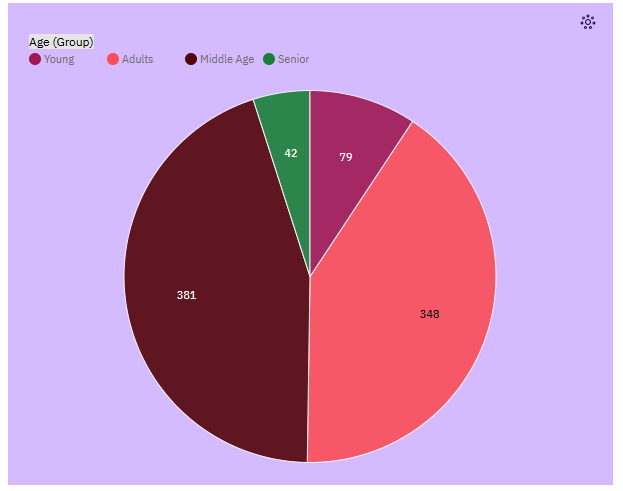 Age (Group)
Young Adults Middle Age Senior
42
79
381
348